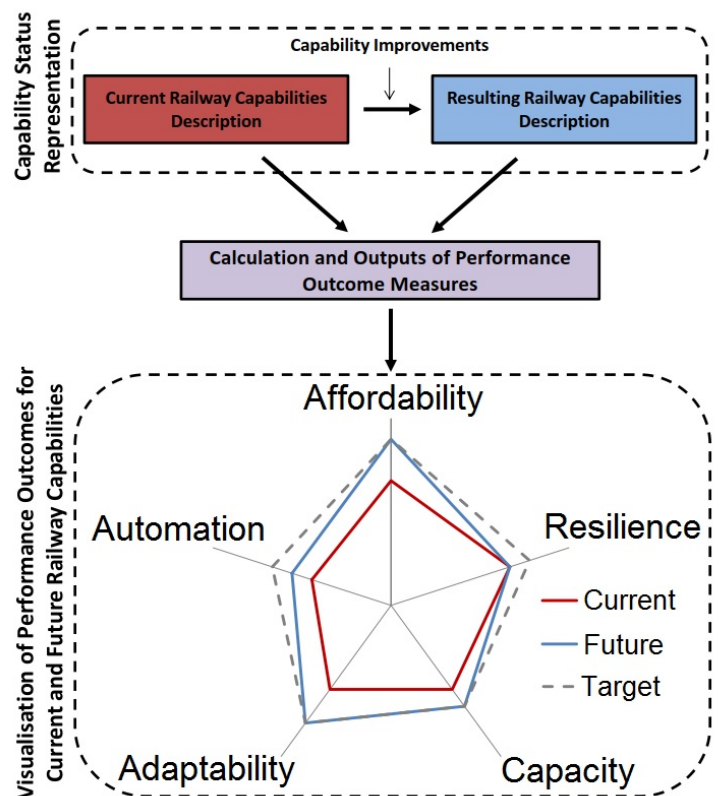 Capability Status
Representation
Capability Improvements
Current Railway Capabilities
Description
Resulting Railway Capabilities
Description
Calculation and Outputs of Performance
Outcome Measures
Visualisation of Performance Outcomes for
Current and Future Railway Capabilities
Affordability
Automation
Resilience
Current
Future
Target
Adaptability
Capacity